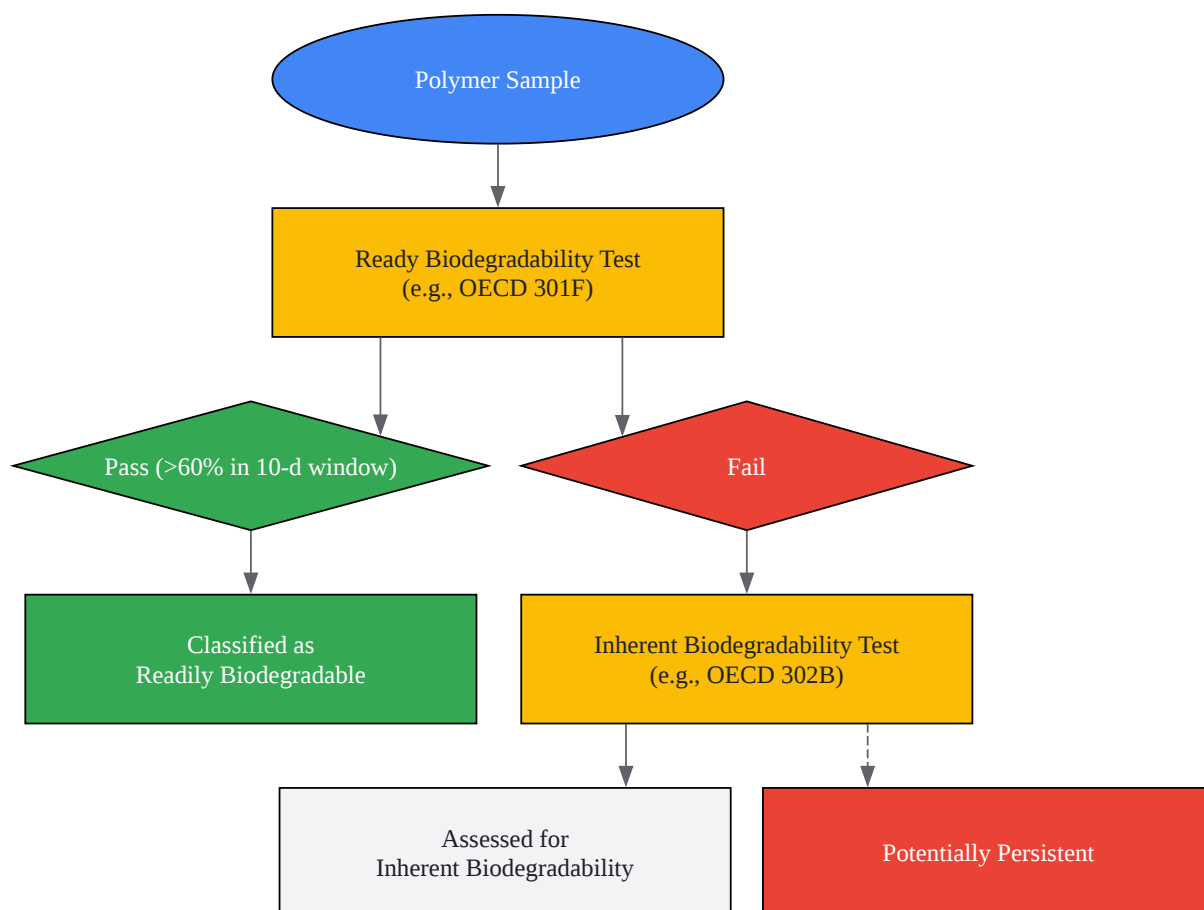 Polymer Sample
Ready Biodegradability Test
(e.g., OECD 301F)
Pass (>60% in 10-d window)
Fail
Classified as
Readily Biodegradable
Inherent Biodegradability Test
(e.g., OECD 302B)
Assessed for
Inherent Biodegradability
Potentially Persistent